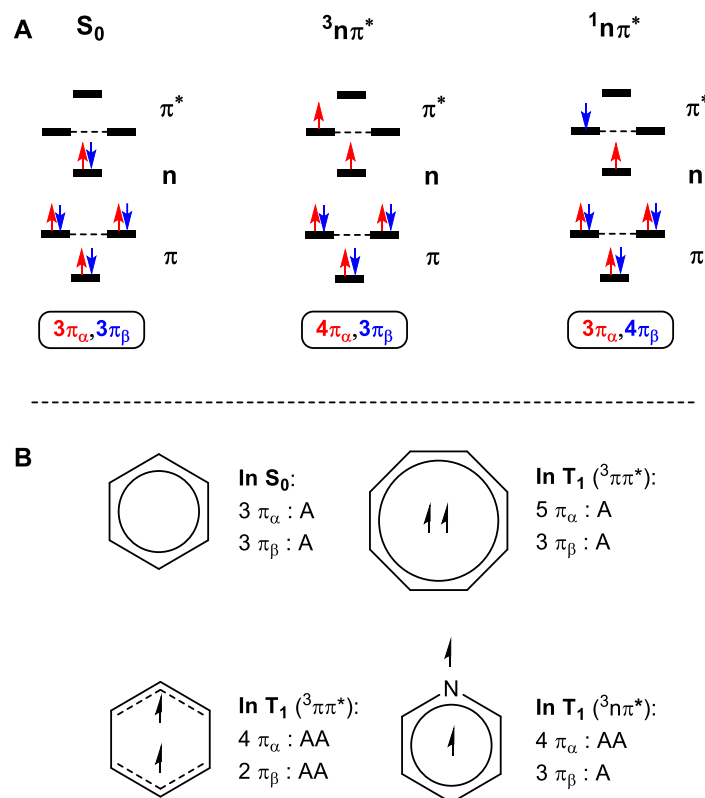 A
S₀ ³nπ* ¹nπ*
π* π* π*
n n n
π π π
3πα,3πβ 4πα,3πβ 3πα,4πβ
B
In S₀:
3 πα : A
3 πβ : A
In T₁ (³ππ*):
5 πα : A
3 πβ : A
In T₁ (³ππ*):
4 πα : AA
2 πβ : AA
N
In T₁ (³nπ*):
4 πα : AA
3 πβ : A